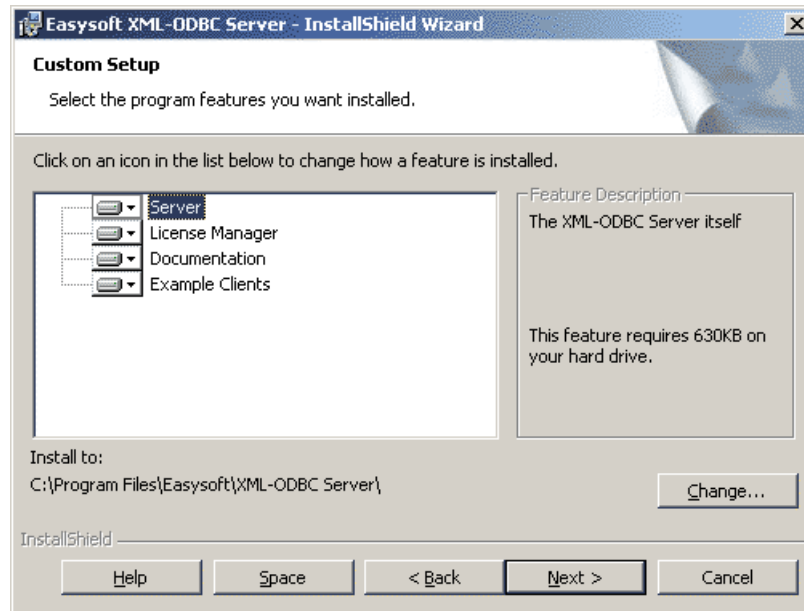 Easysoft XML-ODBC Server - InstallShield Wizard
Custom Setup
Select the program features you want installed.
Click on an icon in the list below to change how a feature is installed.
Server
License Manager
Documentation
Example Clients
Feature Description
The XML-ODBC Server itself
This feature requires 630KB on
your hard drive.
Install to:
C:\Program Files\Easysoft\XML-ODBC Server\
Change...
InstallShield
Help
Space
< Back
Next >
Cancel